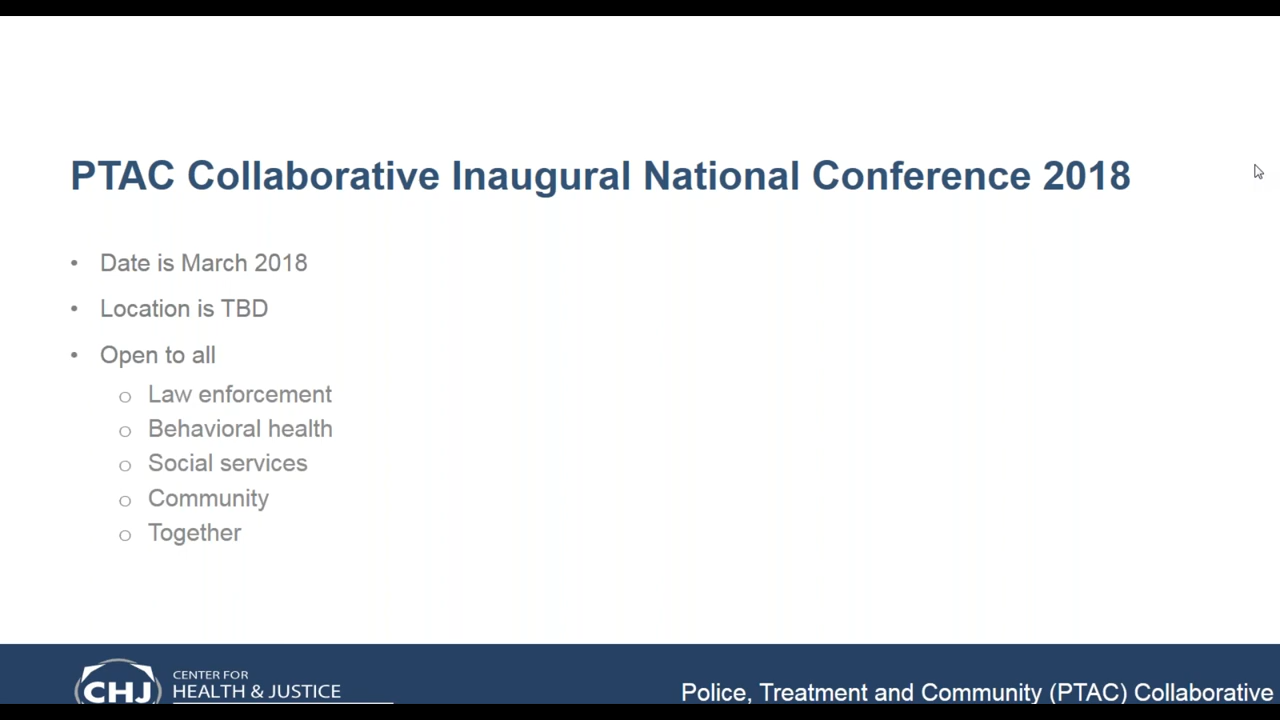 PTAC Collaborative Inaugural National Conference 2018
• Date is March 2018
• Location is TBD
• Open to all
o Law enforcement
o Behavioral health
o Social services
o Community
o Together
CHJ
CENTER FOR
HEALTH & JUSTICE
Police, Treatment and Community (PTAC) Collaborative